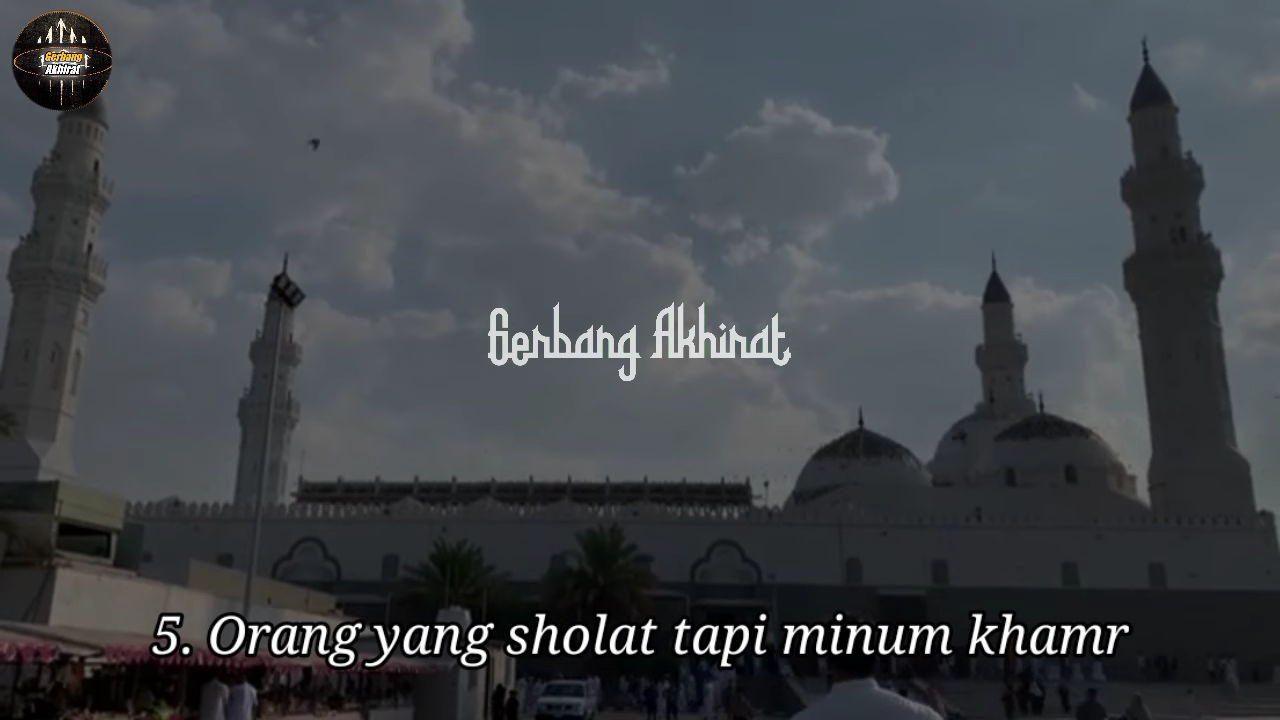 Gerbang
Akhirat
Gerbang Akhirat
5. Orang yang sholat tapi minum khamr